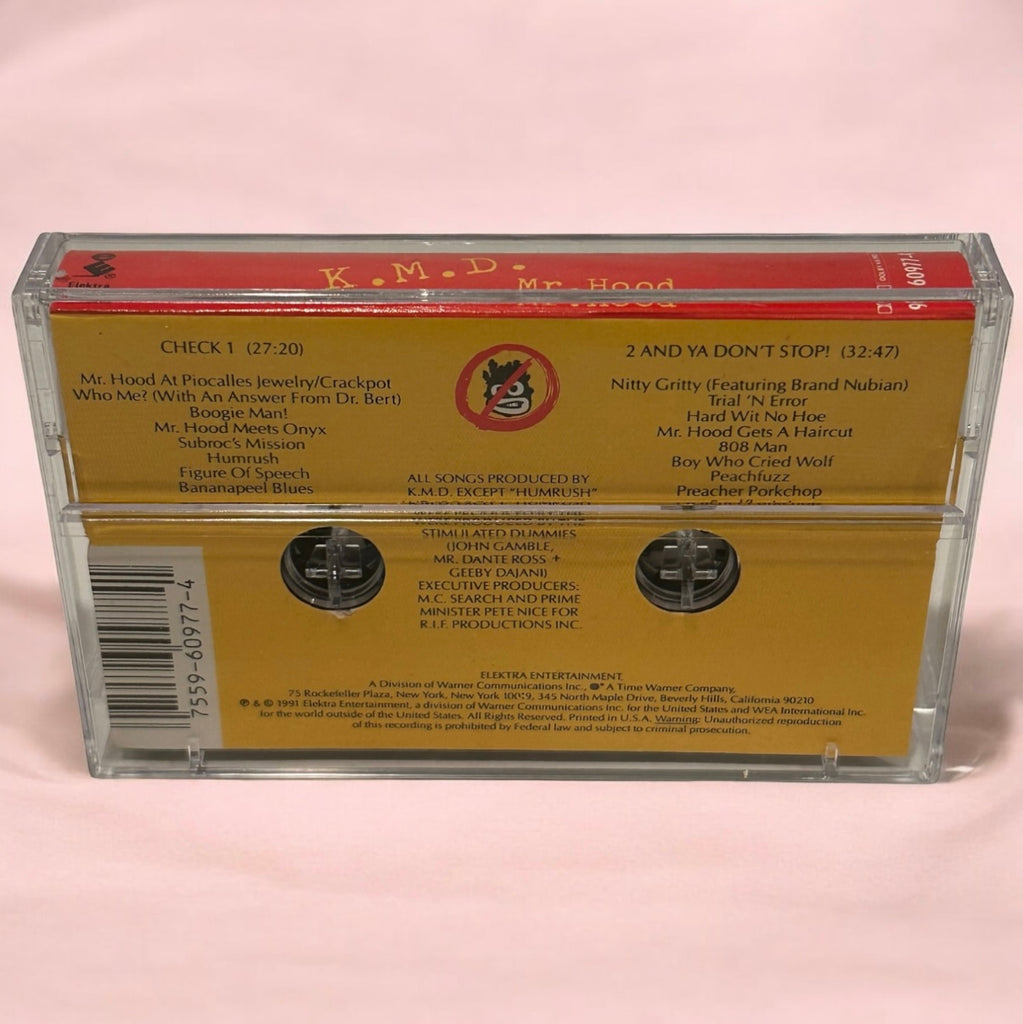 Elektra
K.M.D. Mr. Hood
9 60977-4
CHECK 1 (27:20)
Mr. Hood At Piocalles Jewelry/Crackpot
Who Me? (With An Answer From Dr. Bert)
Boogie Man!
Mr. Hood Meets Onyx
Subroc's Mission
Humrush
Figure Of Speech
Bananapeel Blues
2 AND YA DON'T STOP! (32:47)
Nitty Gritty (Featuring Brand Nubian)
Trial 'N Error
Hard Wit No Hoe
Mr. Hood Gets A Haircut
808 Man
Boy Who Cried Wolf
Peachfuzz
Preacher Porkchop
ALL SONGS PRODUCED BY
K.M.D. EXCEPT "HUMRUSH"
WERE PRODUCED BY THE
STIMULATED DUMMIES
(JOHN GAMBLE,
MR. DANTE ROSS +
GEEBY DAJANI)
EXECUTIVE PRODUCERS:
M.C. SEARCH AND PRIME
MINISTER PETE NICE FOR
R.I.F. PRODUCTIONS INC.
7559-60977-4
ELEKTRA ENTERTAINMENT,
A Division of Warner Communications Inc., A Time Warner Company,
75 Rockefeller Plaza, New York, New York 10019, 345 North Maple Drive, Beverly Hills, California 90210
℗ & © 1991 Elektra Entertainment, a division of Warner Communications Inc. for the United States and WEA International Inc.
for the world outside of the United States. All Rights Reserved. Printed in U.S.A. Warning: Unauthorized reproduction
of this recording is prohibited by Federal law and subject to criminal prosecution.